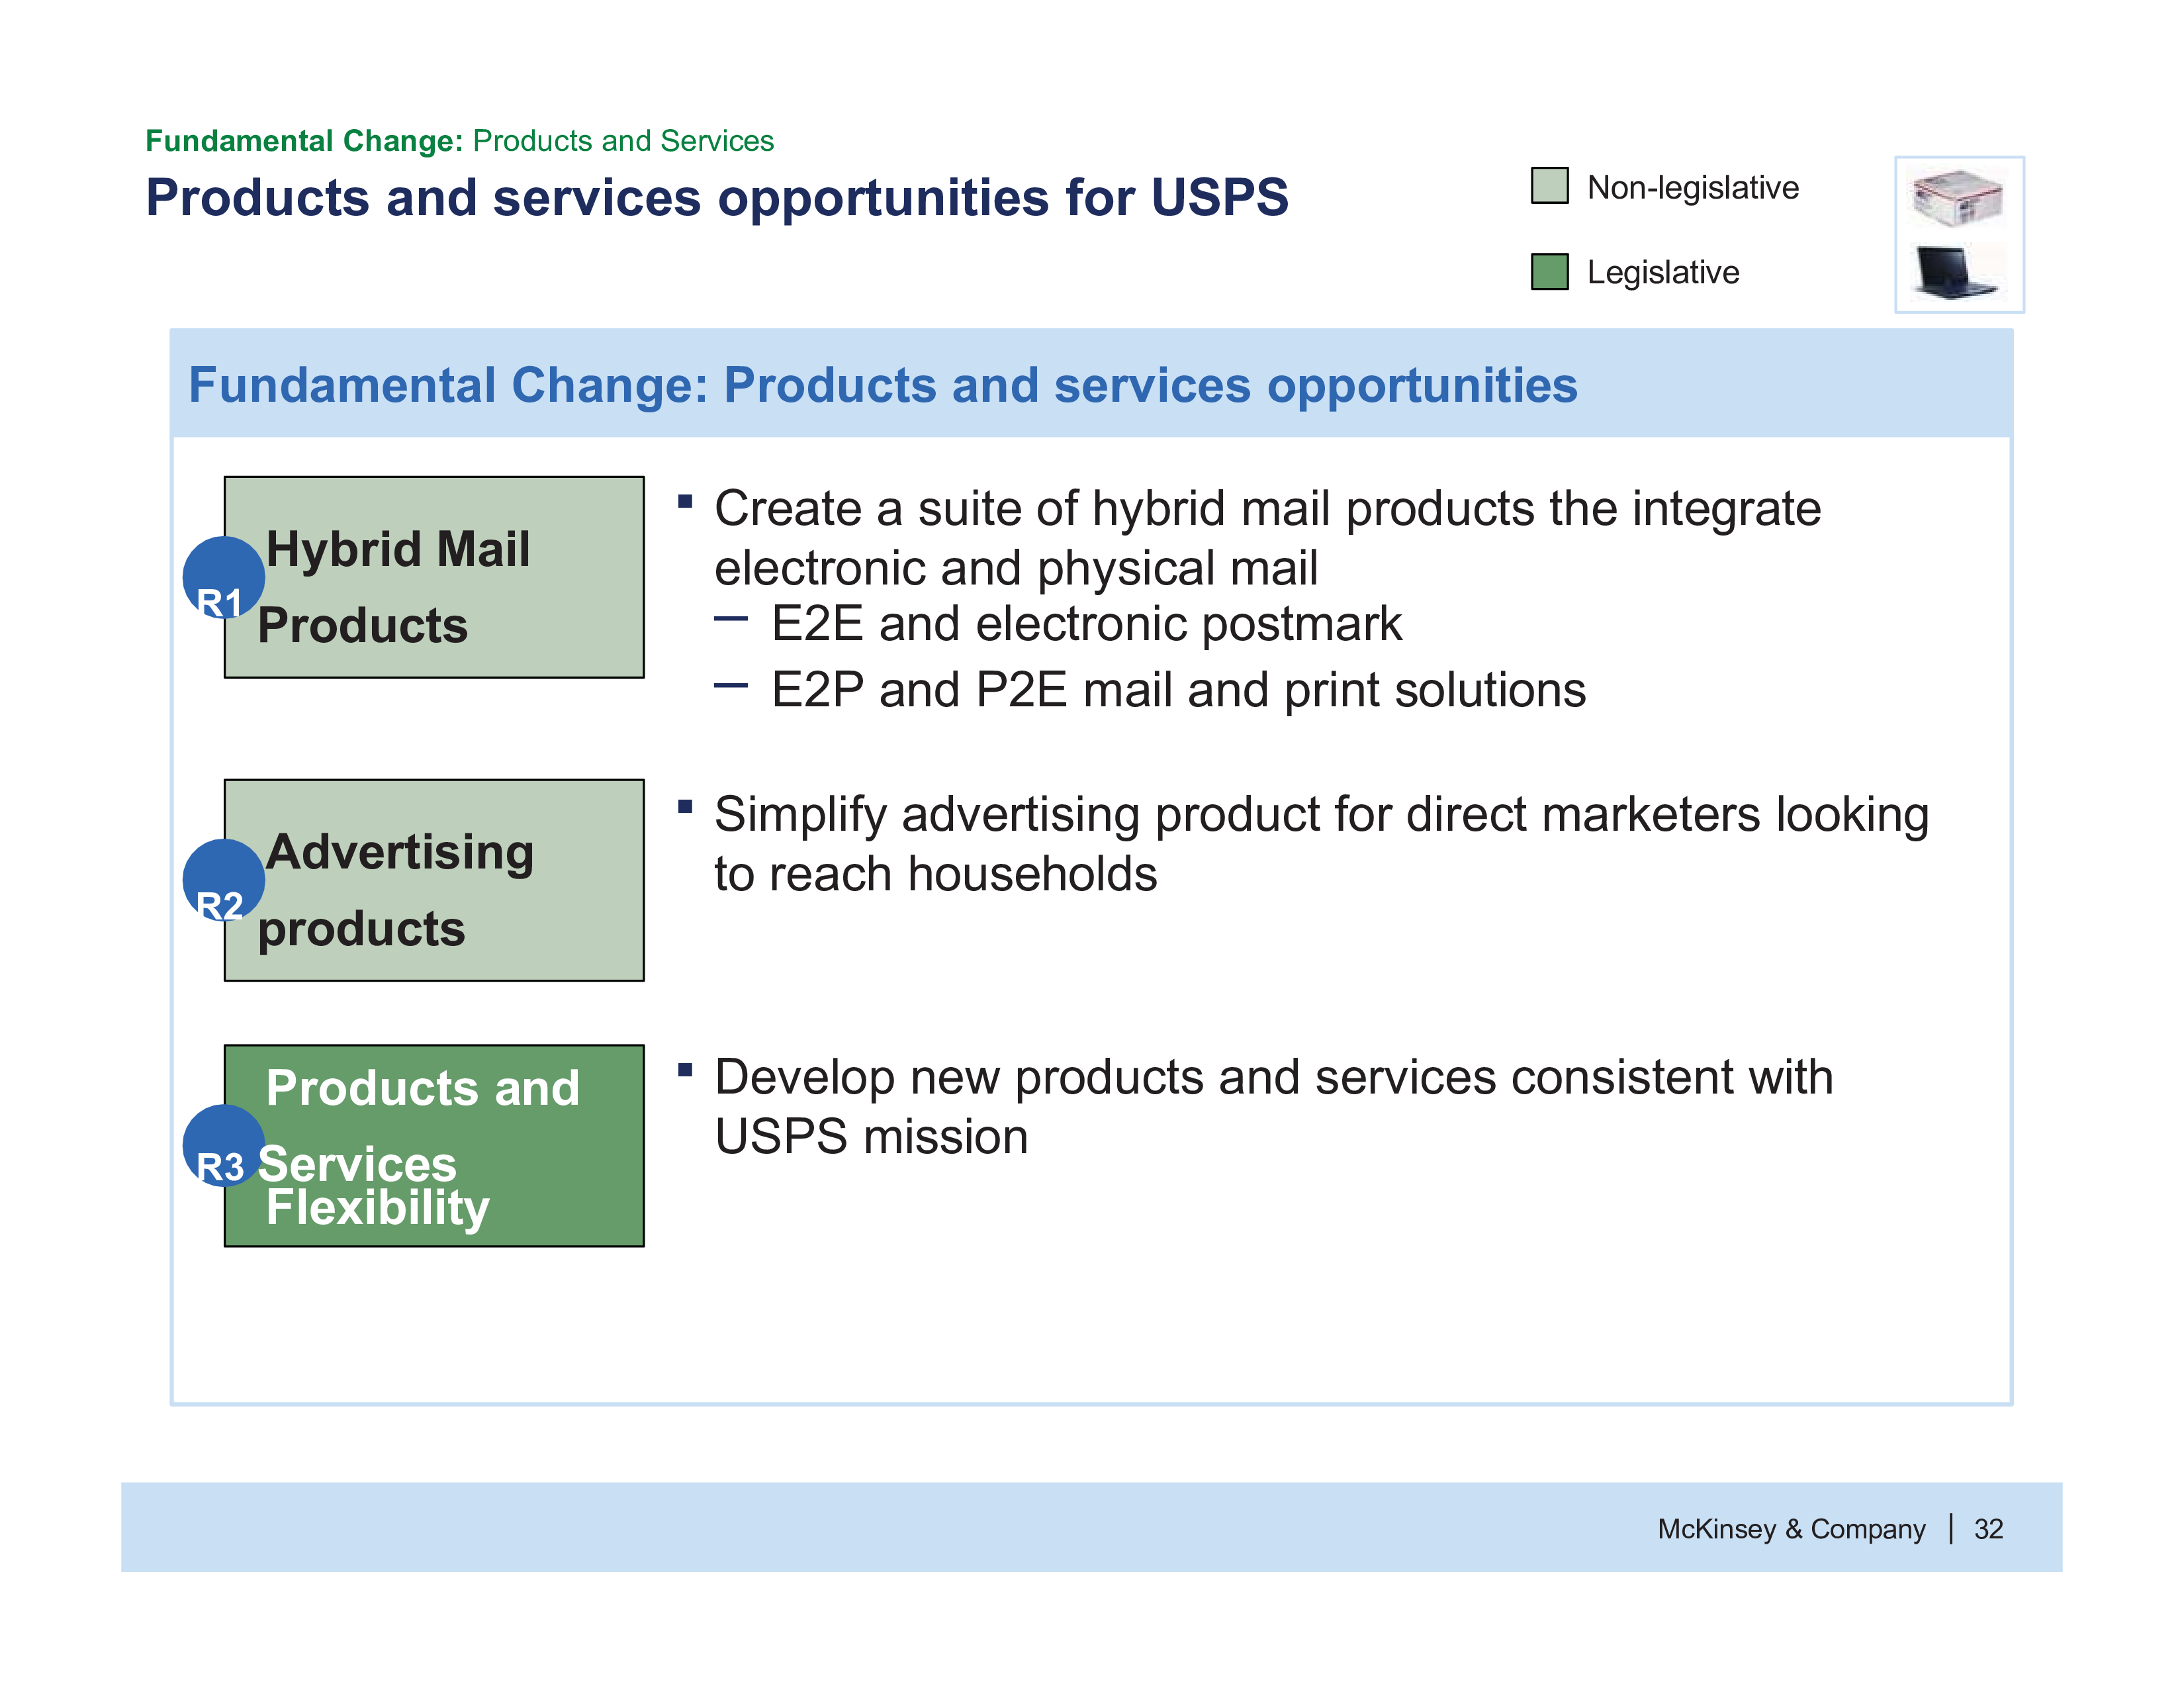 Fundamental Change: Products and Services
Products and services opportunities for USPS
Non-legislative
Legislative
Fundamental Change: Products and services opportunities
R1
Hybrid Mail
Products
▪ Create a suite of hybrid mail products the integrate
electronic and physical mail
– E2E and electronic postmark
– E2P and P2E mail and print solutions
R2
Advertising
products
▪ Simplify advertising product for direct marketers looking
to reach households
R3
Products and
Services
Flexibility
▪ Develop new products and services consistent with
USPS mission
McKinsey & Company | 32